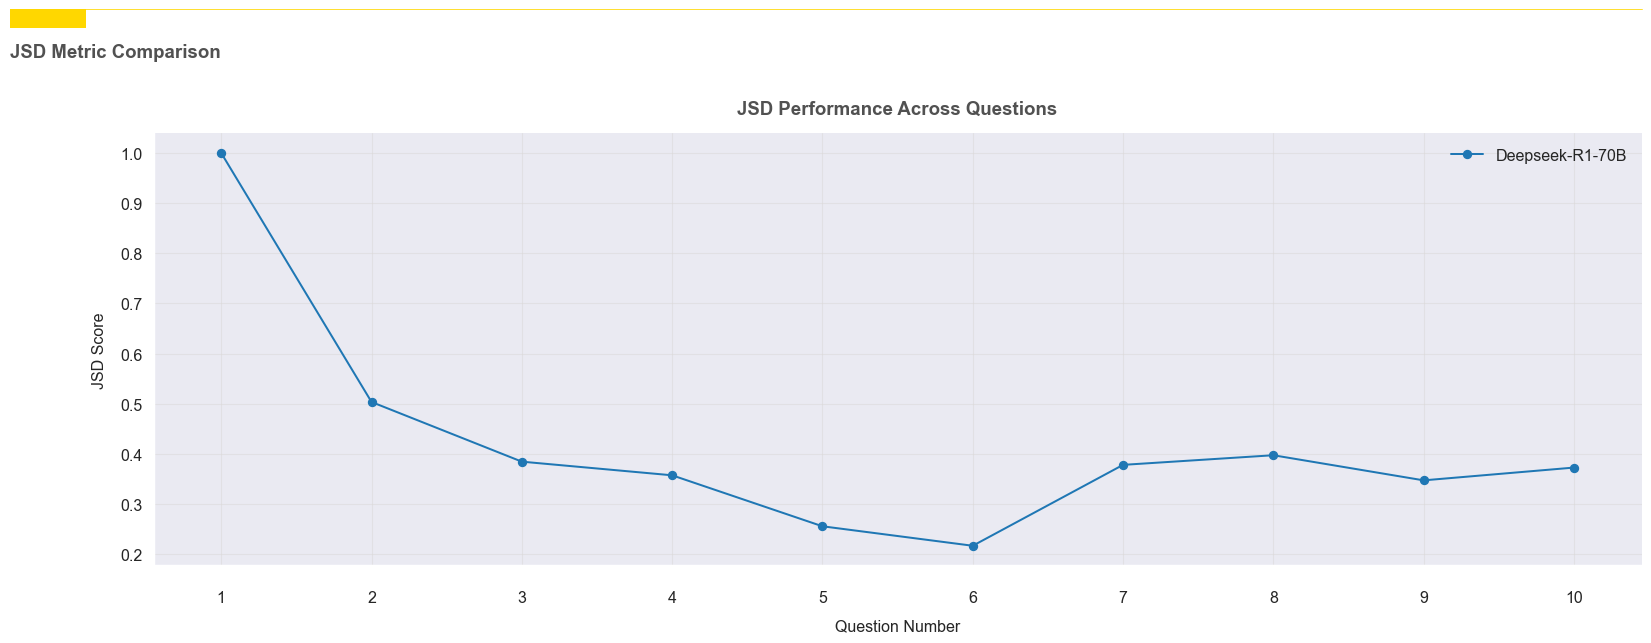 JSD Metric Comparison
JSD Performance Across Questions
Deepseek-R1-70B
1.0
0.9
0.8
0.7
0.6
0.5
0.4
0.3
0.2
JSD Score
1 2 3 4 5 6 7 8 9 10
Question Number